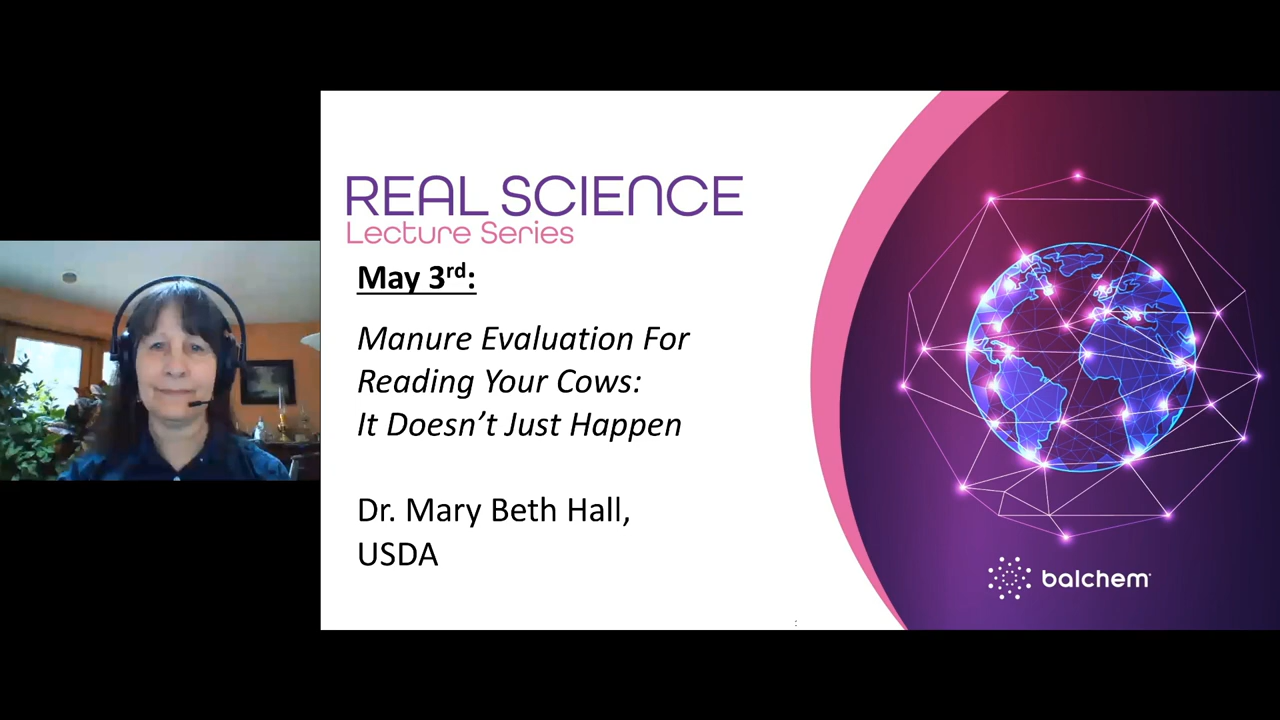 REAL SCIENCE
Lecture Series
May 3rd:
Manure Evaluation For
Reading Your Cows:
It Doesn’t Just Happen
Dr. Mary Beth Hall,
USDA
balchem